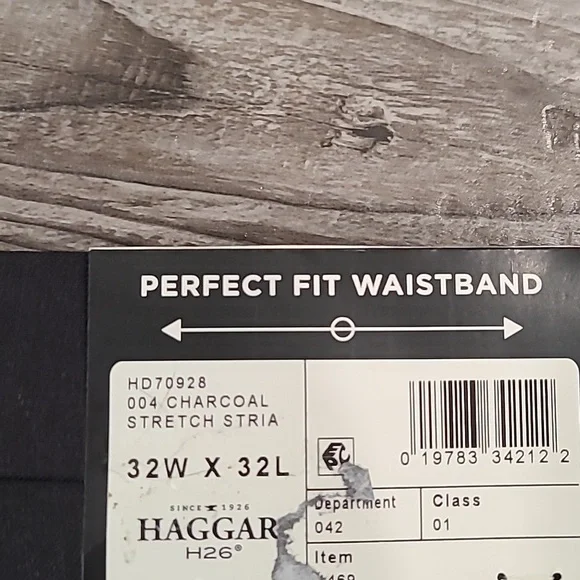 PERFECT FIT WAISTBAND
HD70928
004 CHARCOAL
STRETCH STRIA
32W X 32L
SINCE 1926
HAGGAR
H26®
0 19783 34212 2
Department
042
Class
01
Item